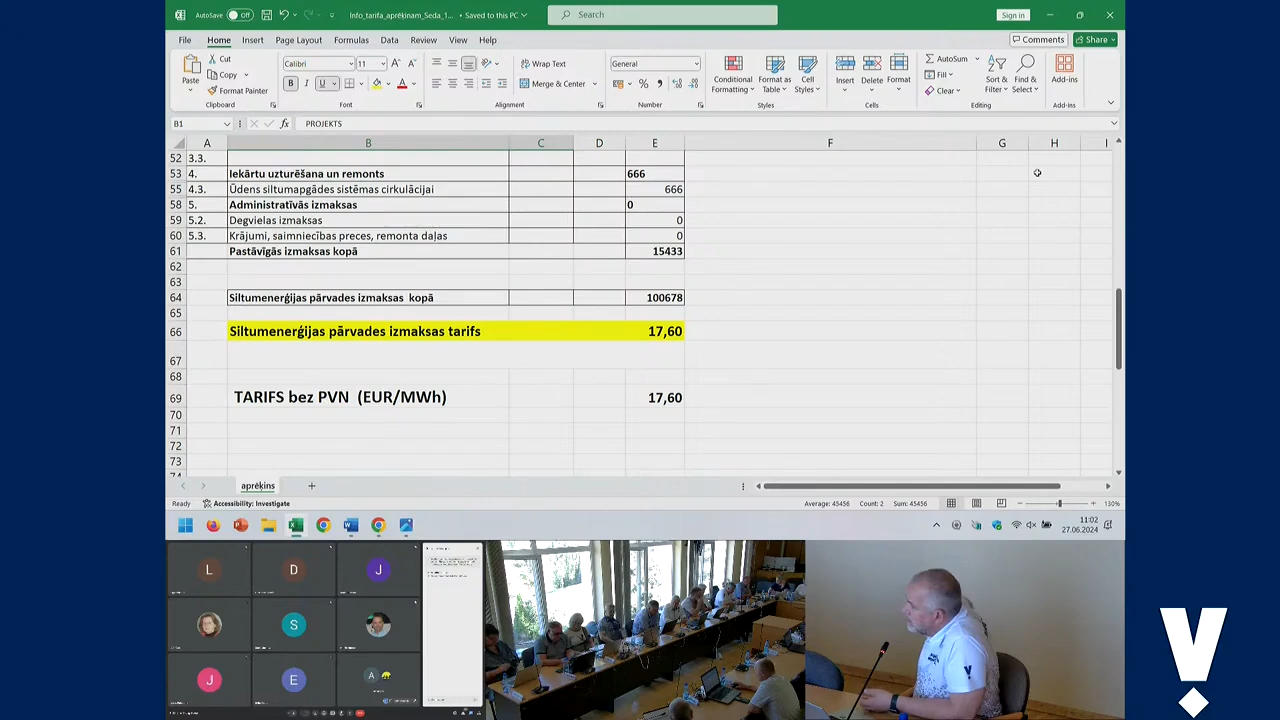 AutoSave Off Info_tarifa_aprēķinam_Seda_1... • Saved to this PC Search Sign in
File Home Insert Page Layout Formulas Data Review View Help Comments Share
Paste Cut Copy Format Painter Clipboard
Calibri 11 B I U Font
Wrap Text Merge & Center Alignment
General % Number
Conditional Formatting Format as Table Cell Styles Styles
Insert Delete Format Cells
AutoSum Fill Clear Sort & Filter Find & Select Editing
Add-ins Add-ins
B1 fx PROJEKTS
A B C D E F G H I
52 3.3.
53 4. Iekārtu uzturēšana un remonts 666
55 4.3. Ūdens siltumapgādes sistēmas cirkulācijai 666
58 5. Administratīvās izmaksas 0
59 5.2. Degvielas izmaksas 0
60 5.3. Krājumi, saimniecības preces, remonta daļas 0
61 Pastāvīgās izmaksas kopā 15433
62
63
64 Siltumenerģijas pārvades izmaksas kopā 100678
65
66 Siltumenerģijas pārvades izmaksas tarifs 17,60
67
68
69 TARIFS bez PVN (EUR/MWh) 17,60
70
71
72
73
74
aprēķins
Ready Accessibility: Investigate Average: 45456 Count: 2 Sum: 45456 130%
11:02
27.06.2024
L D J
S
J E A